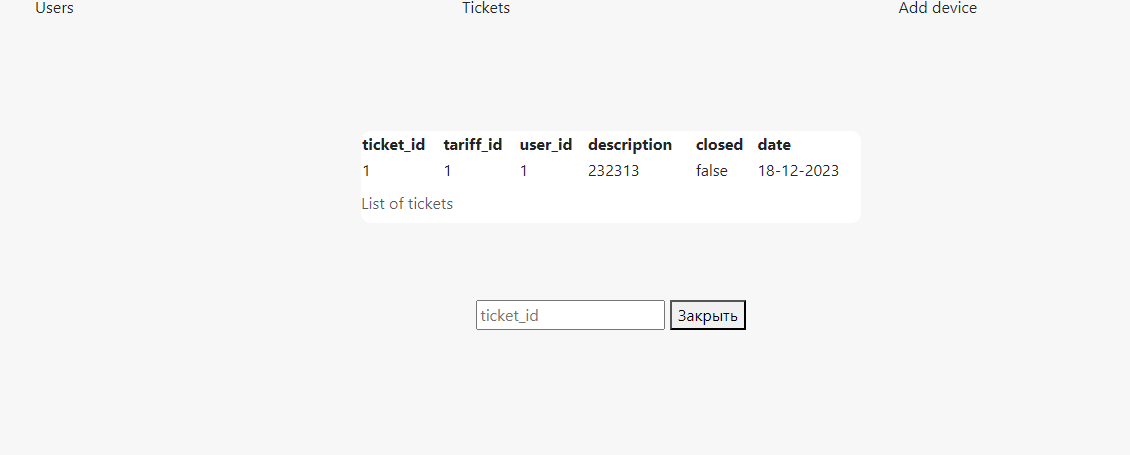 Users Tickets Add device
ticket_id tariff_id user_id description closed date
1 1 1 232313 false 18-12-2023
List of tickets
ticket_id Закрыть